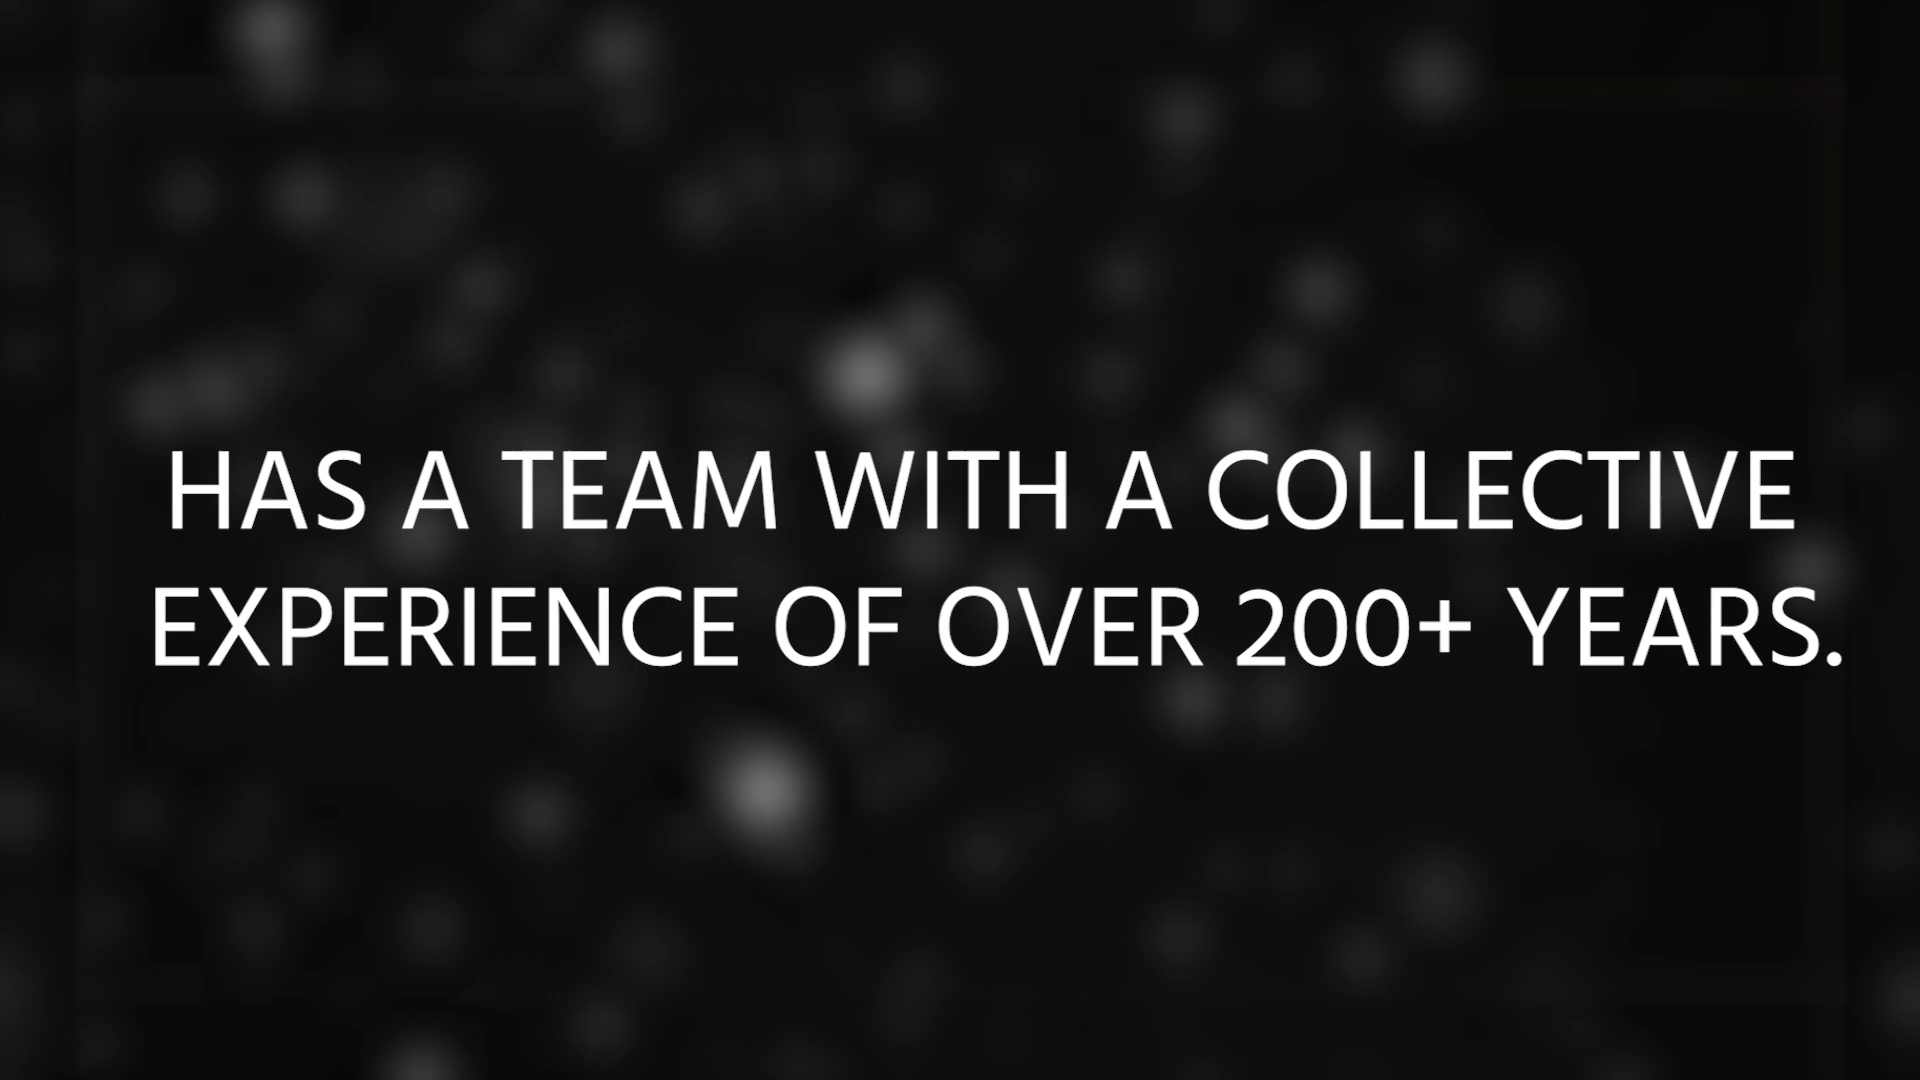 HAS A TEAM WITH A COLLECTIVE
EXPERIENCE OF OVER 200+ YEARS.